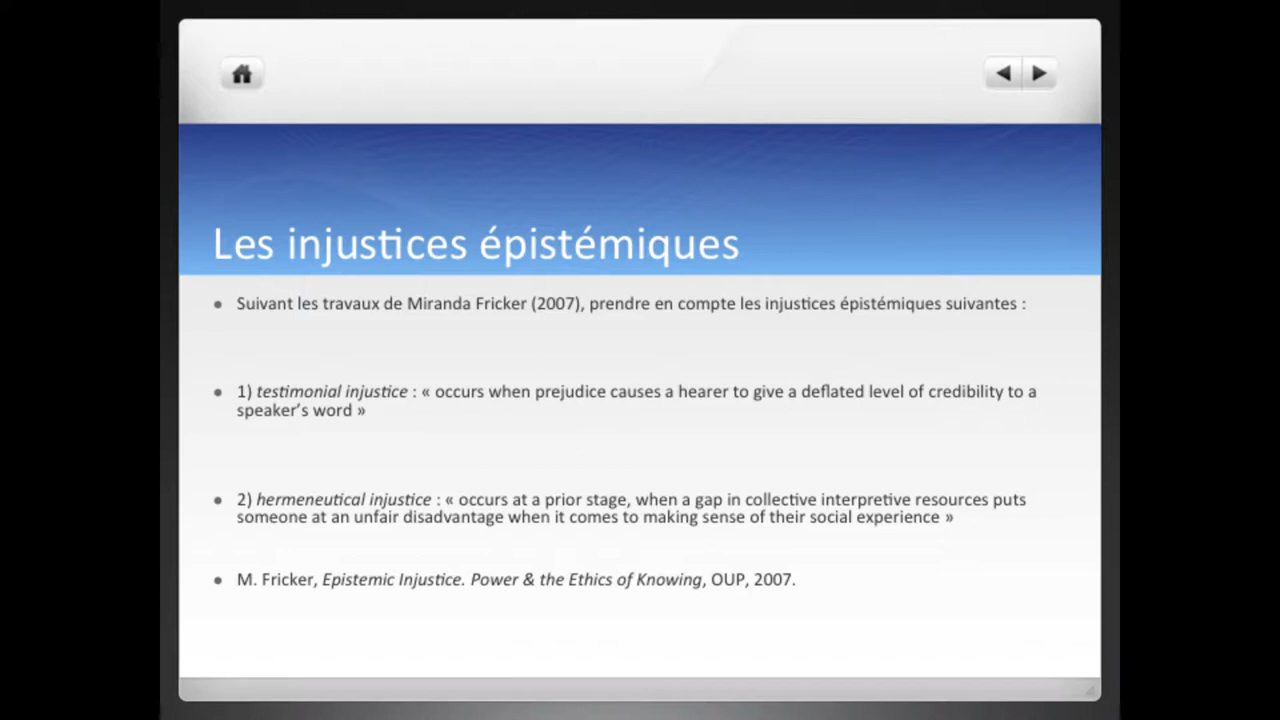 Les injustices épistémiques
• Suivant les travaux de Miranda Fricker (2007), prendre en compte les injustices épistémiques suivantes :
• 1) testimonial injustice : « occurs when prejudice causes a hearer to give a deflated level of credibility to a
speaker’s word »
• 2) hermeneutical injustice : « occurs at a prior stage, when a gap in collective interpretive resources puts
someone at an unfair disadvantage when it comes to making sense of their social experience »
• M. Fricker, Epistemic Injustice. Power & the Ethics of Knowing, OUP, 2007.